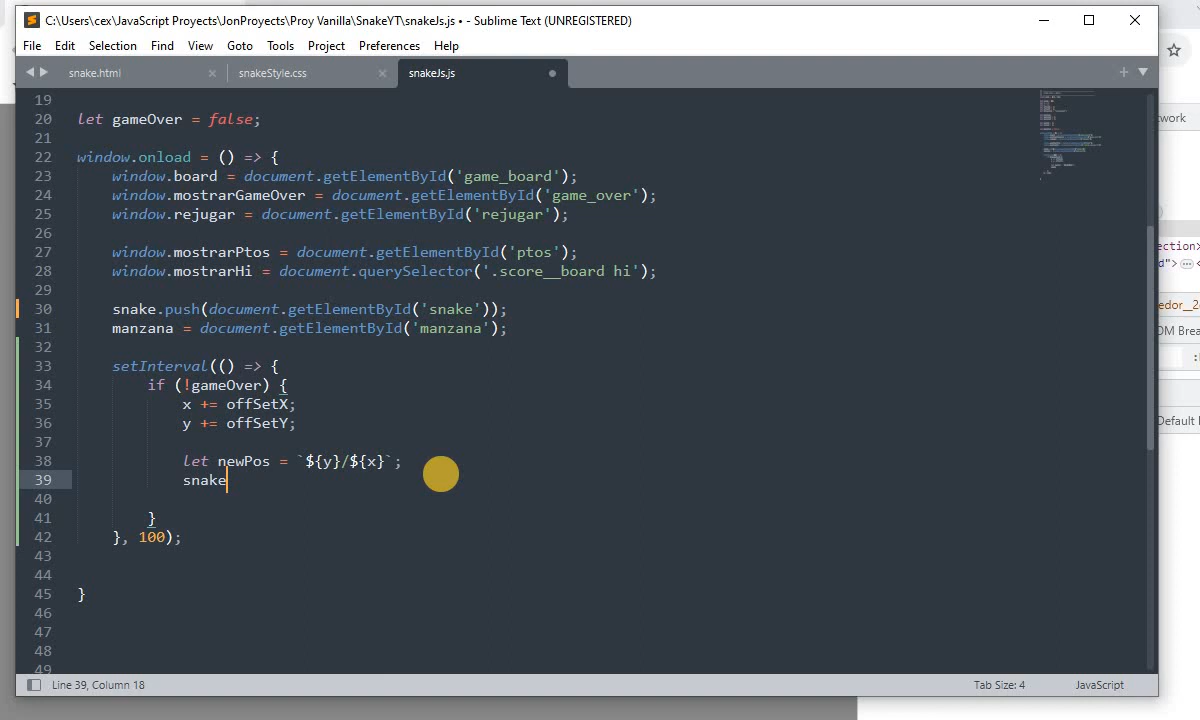 C:\Users\cex\JavaScript Proyects\JonProyects\Proy Vanilla\SnakeYT\snakeJs.js • - Sublime Text (UNREGISTERED)
File Edit Selection Find View Goto Tools Project Preferences Help
snake.html snakeStyle.css snakeJs.js
19
20 let gameOver = false;
21
22 window.onload = () => {
23 window.board = document.getElementById('game_board');
24 window.mostrarGameOver = document.getElementById('game_over');
25 window.rejugar = document.getElementById('rejugar');
26
27 window.mostrarPtos = document.getElementById('ptos');
28 window.mostrarHi = document.querySelector('.score__board hi');
29
30 snake.push(document.getElementById('snake'));
31 manzana = document.getElementById('manzana');
32
33 setInterval(() => {
34 if (!gameOver) {
35 x += offSetX;
36 y += offSetY;
37
38 let newPos = `${y}/${x}`;
39 snake
40
41 }
42 }, 100);
43
44
45 }
46
47
48
49
Line 39, Column 18 Tab Size: 4 JavaScript
work
ection>
d">
edor__2
OM Brea
Default